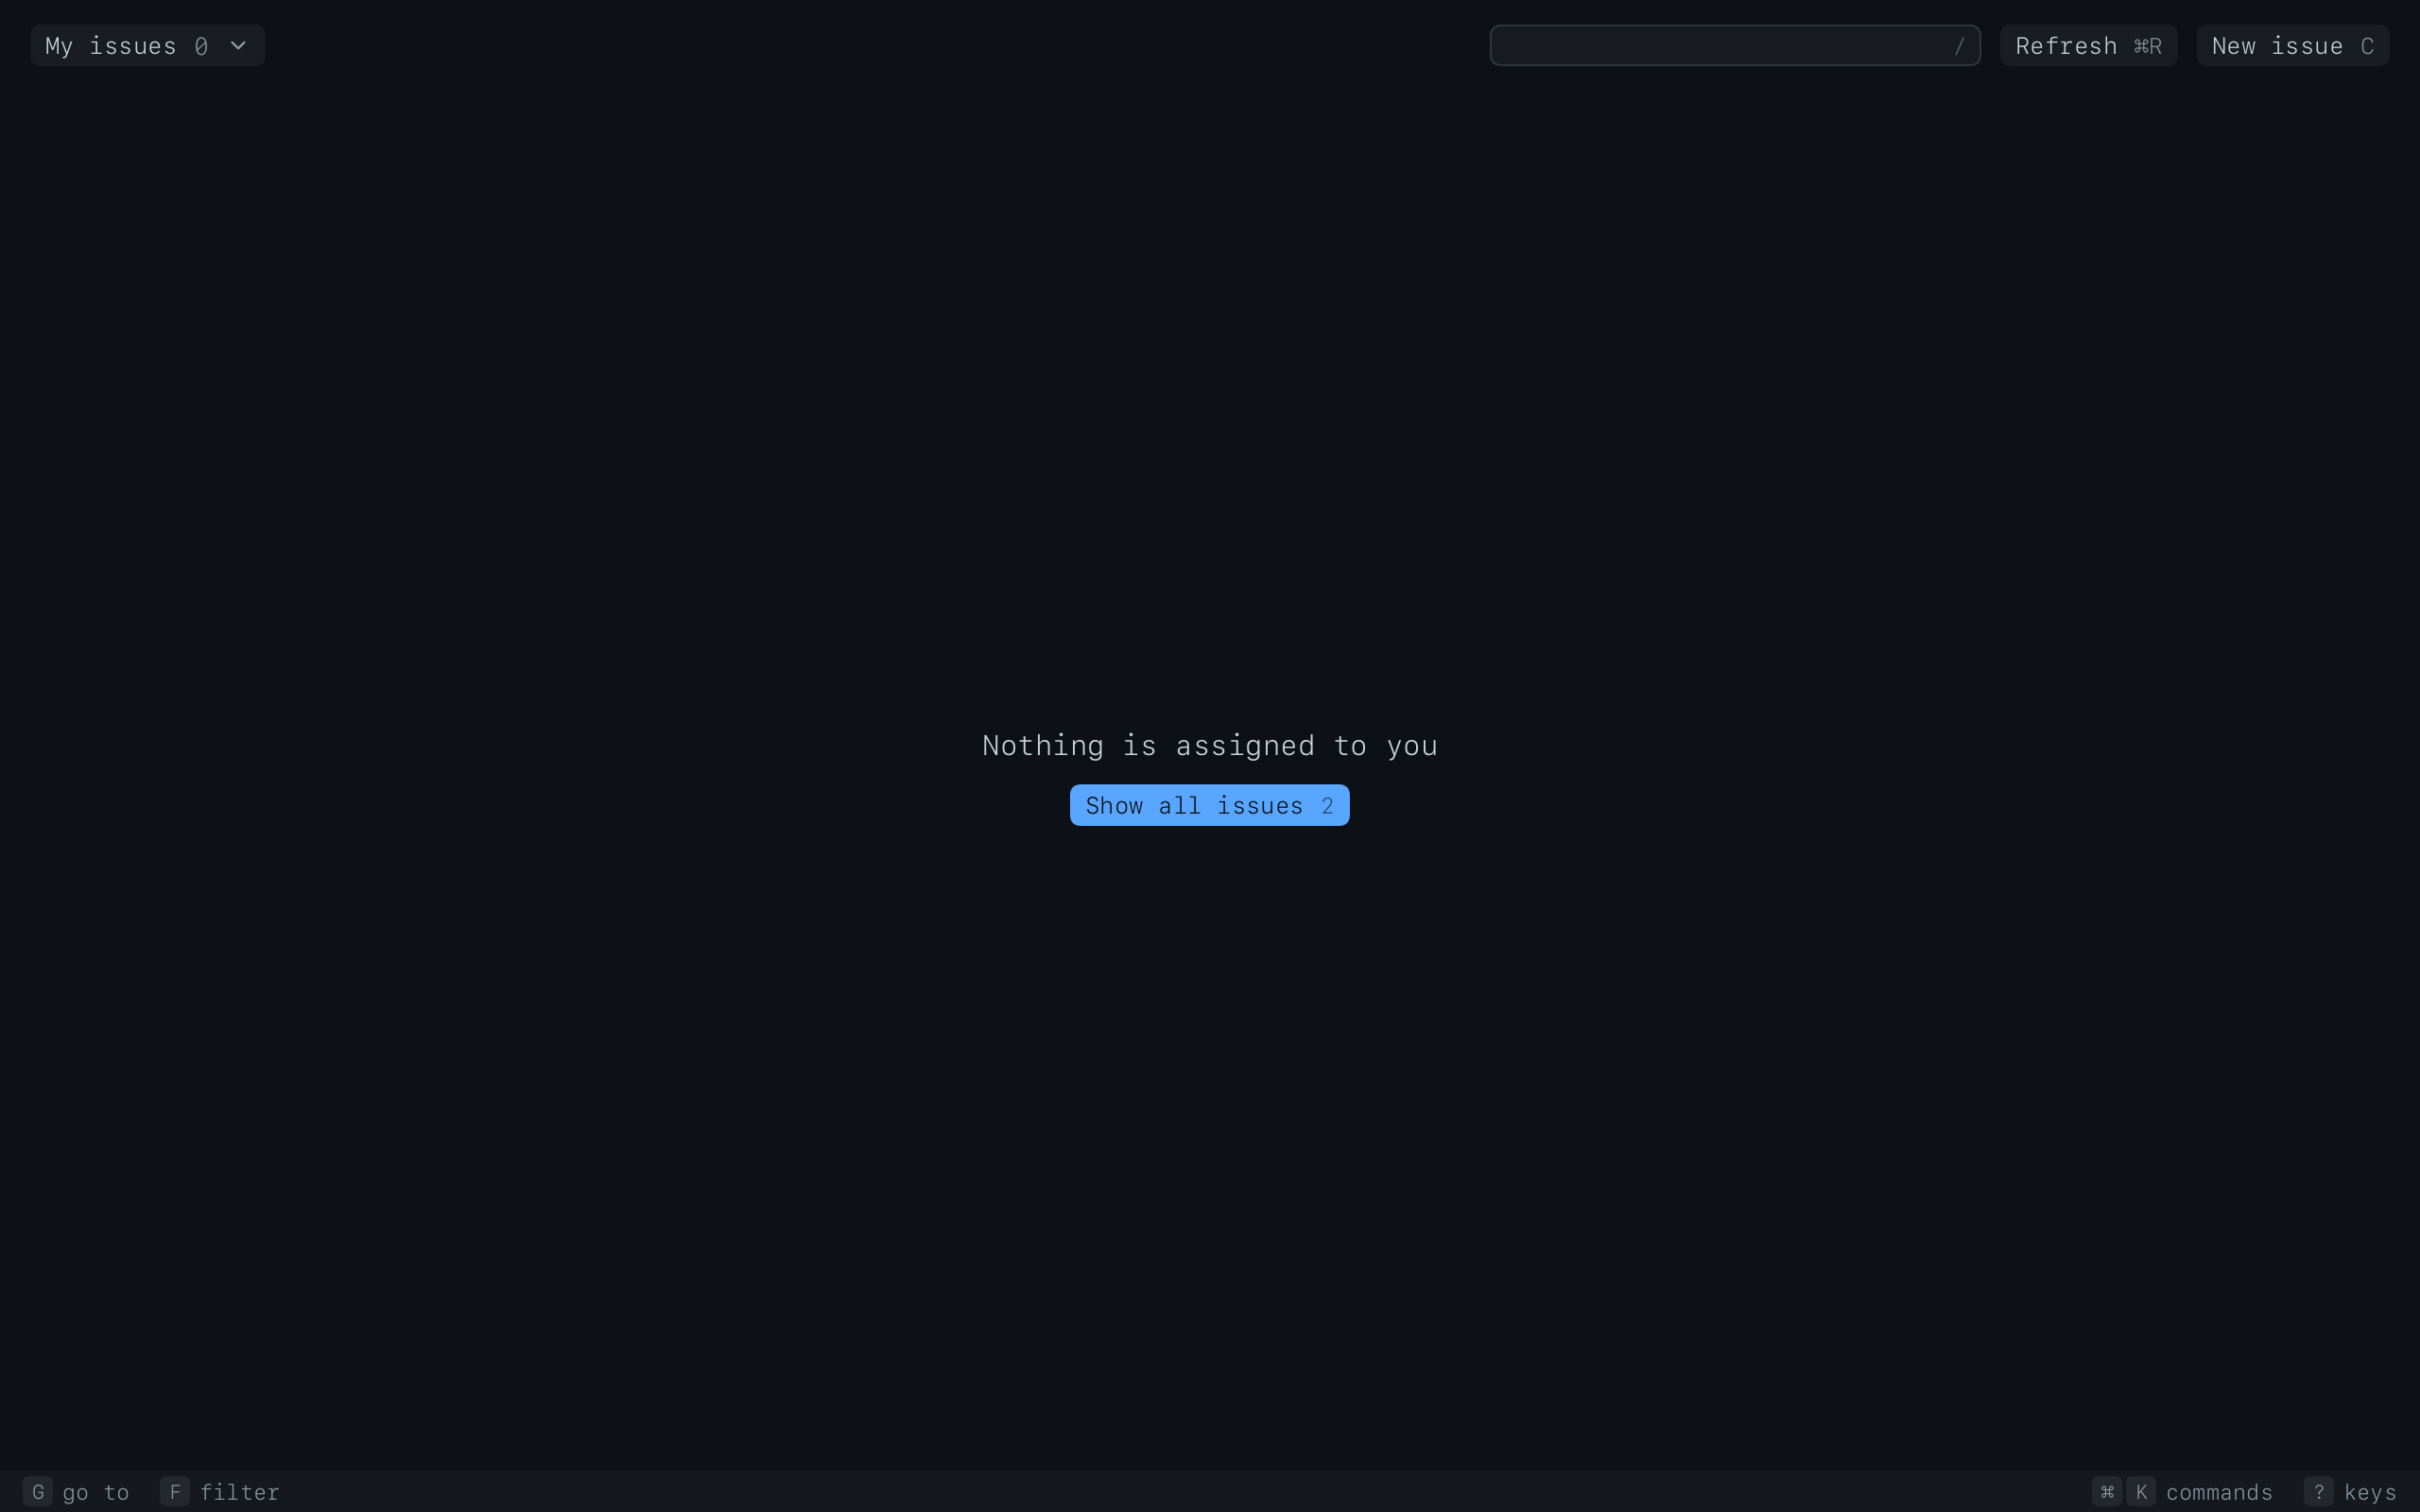 My issues 0
/
Refresh ⌘R
New issue C
Nothing is assigned to you
Show all issues 2
G go to F filter
⌘ K commands ? keys